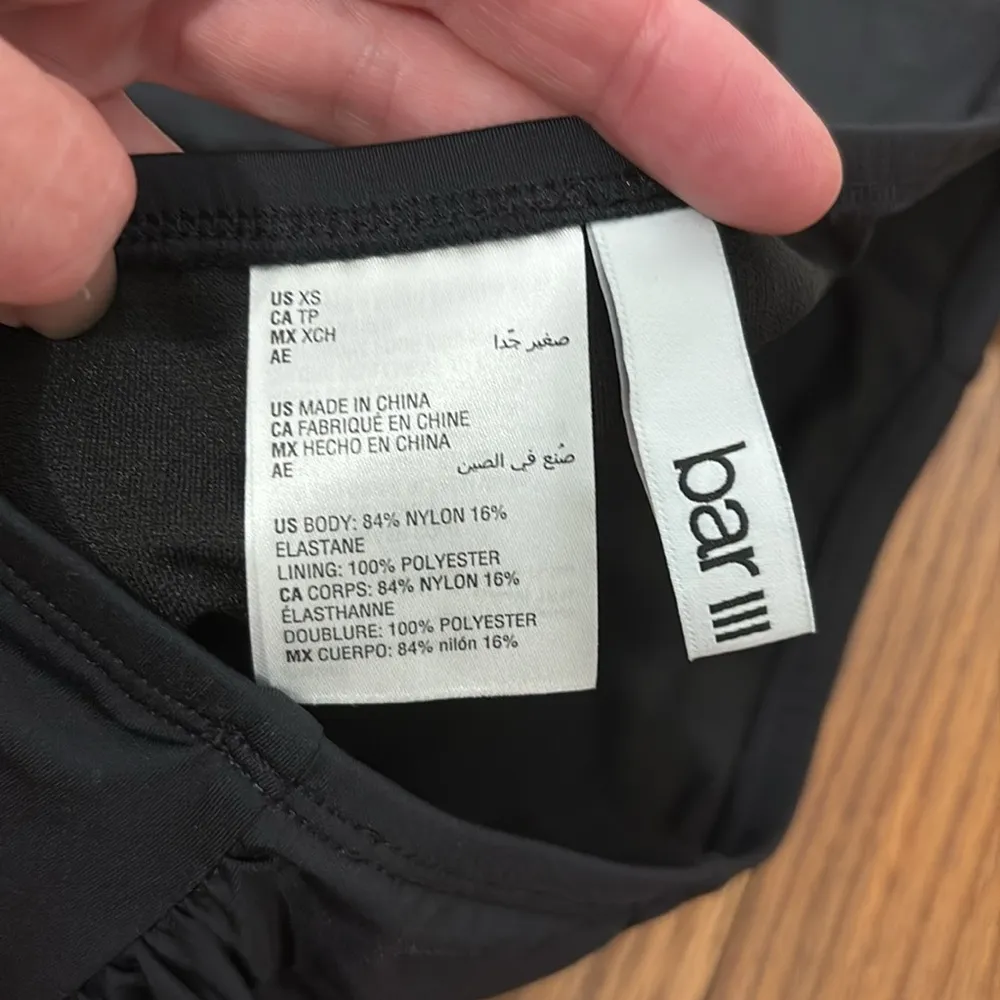 US XS
CA TP
MX XCH
AE صغير جّدا
US MADE IN CHINA
CA FABRIQUÉ EN CHINE
MX HECHO EN CHINA
AE صُنع في الصين
US BODY: 84% NYLON 16%
ELASTANE
LINING: 100% POLYESTER
CA CORPS: 84% NYLON 16%
ÉLASTHANNE
DOUBLURE: 100% POLYESTER
MX CUERPO: 84% nilón 16%
bar III